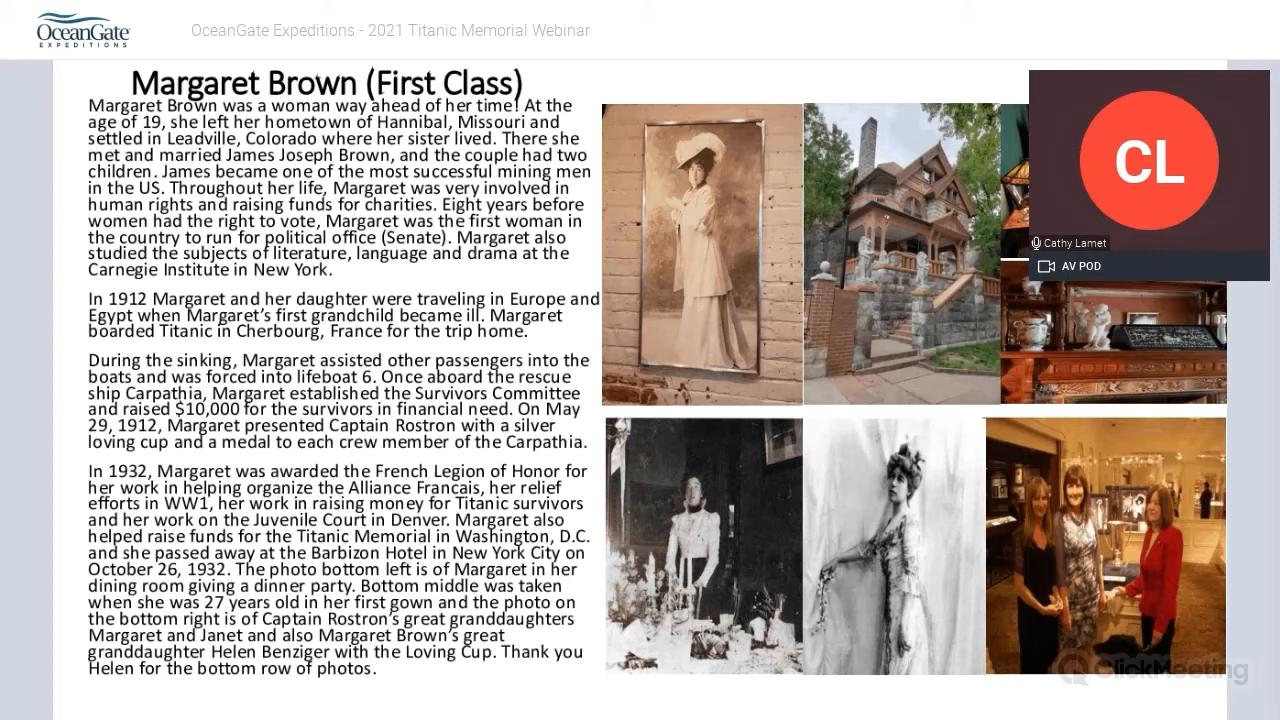 OceanGate
EXPEDITIONS
OceanGate Expeditions - 2021 Titanic Memorial Webinar
Margaret Brown (First Class)
Margaret Brown was a woman way ahead of her time! At the
age of 19, she left her hometown of Hannibal, Missouri and
settled in Leadville, Colorado where her sister lived. There she
met and married James Joseph Brown, and the couple had two
children. James became one of the most successful mining men
in the US. Throughout her life, Margaret was very involved in
human rights and raising funds for charities. Eight years before
women had the right to vote, Margaret was the first woman in
the country to run for political office (Senate). Margaret also
studied the subjects of literature, language and drama at the
Carnegie Institute in New York.
In 1912 Margaret and her daughter were traveling in Europe and
Egypt when Margaret's first grandchild became ill. Margaret
boarded Titanic in Cherbourg, France for the trip home.
During the sinking, Margaret assisted other passengers into the
boats and was forced into lifeboat 6. Once aboard the rescue
ship Carpathia, Margaret established the Survivors Committee
and raised $10,000 for the survivors in financial need. On May
29, 1912, Margaret presented Captain Rostron with a silver
loving cup and a medal to each crew member of the Carpathia.
In 1932, Margaret was awarded the French Legion of Honor for
her work in helping organize the Alliance Francais, her relief
efforts in WW1, her work in raising money for Titanic survivors
and her work on the Juvenile Court in Denver. Margaret also
helped raise funds for the Titanic Memorial in Washington, D.C.
and she passed away at the Barbizon Hotel in New York City on
October 26, 1932. The photo bottom left is of Margaret in her
dining room giving a dinner party. Bottom middle was taken
when she was 27 years old in her first gown and the photo on
the bottom right is of Captain Rostron's great granddaughters
Margaret and Janet and also Margaret Brown's great
granddaughter Helen Benziger with the Loving Cup. Thank you
Helen for the bottom row of photos.
CL
Cathy Lamet
AV POD
ClickMeeting